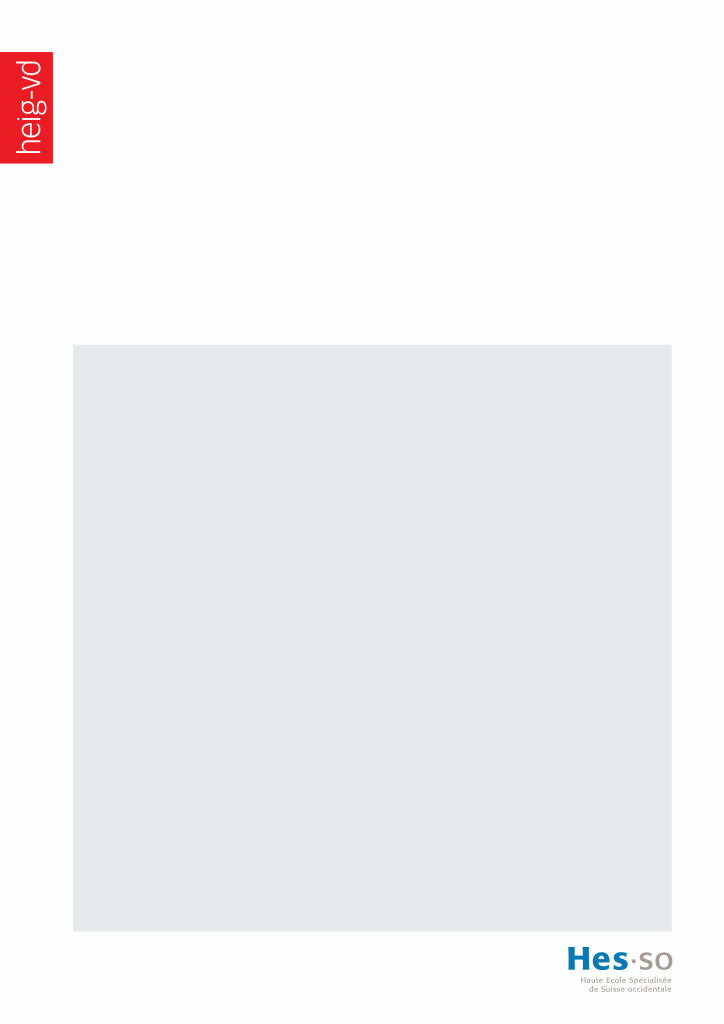 heig-vd
Hes·so
Haute Ecole Spécialisée
de Suisse occidentale